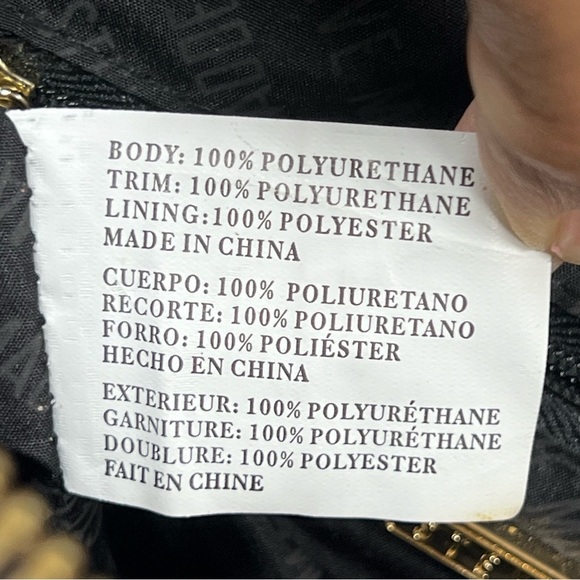 BODY: 100% POLYURETHANE
TRIM: 100% POLYURETHANE
LINING:100% POLYESTER
MADE IN CHINA
CUERPO: 100% POLIURETANO
RECORTE: 100% POLIURETANO
FORRO: 100% POLIÉSTER
HECHO EN CHINA
EXTERIEUR: 100% POLYURÉTHANE
GARNITURE: 100% POLYURÉTHANE
DOUBLURE: 100% POLYESTER
FAIT EN CHINE